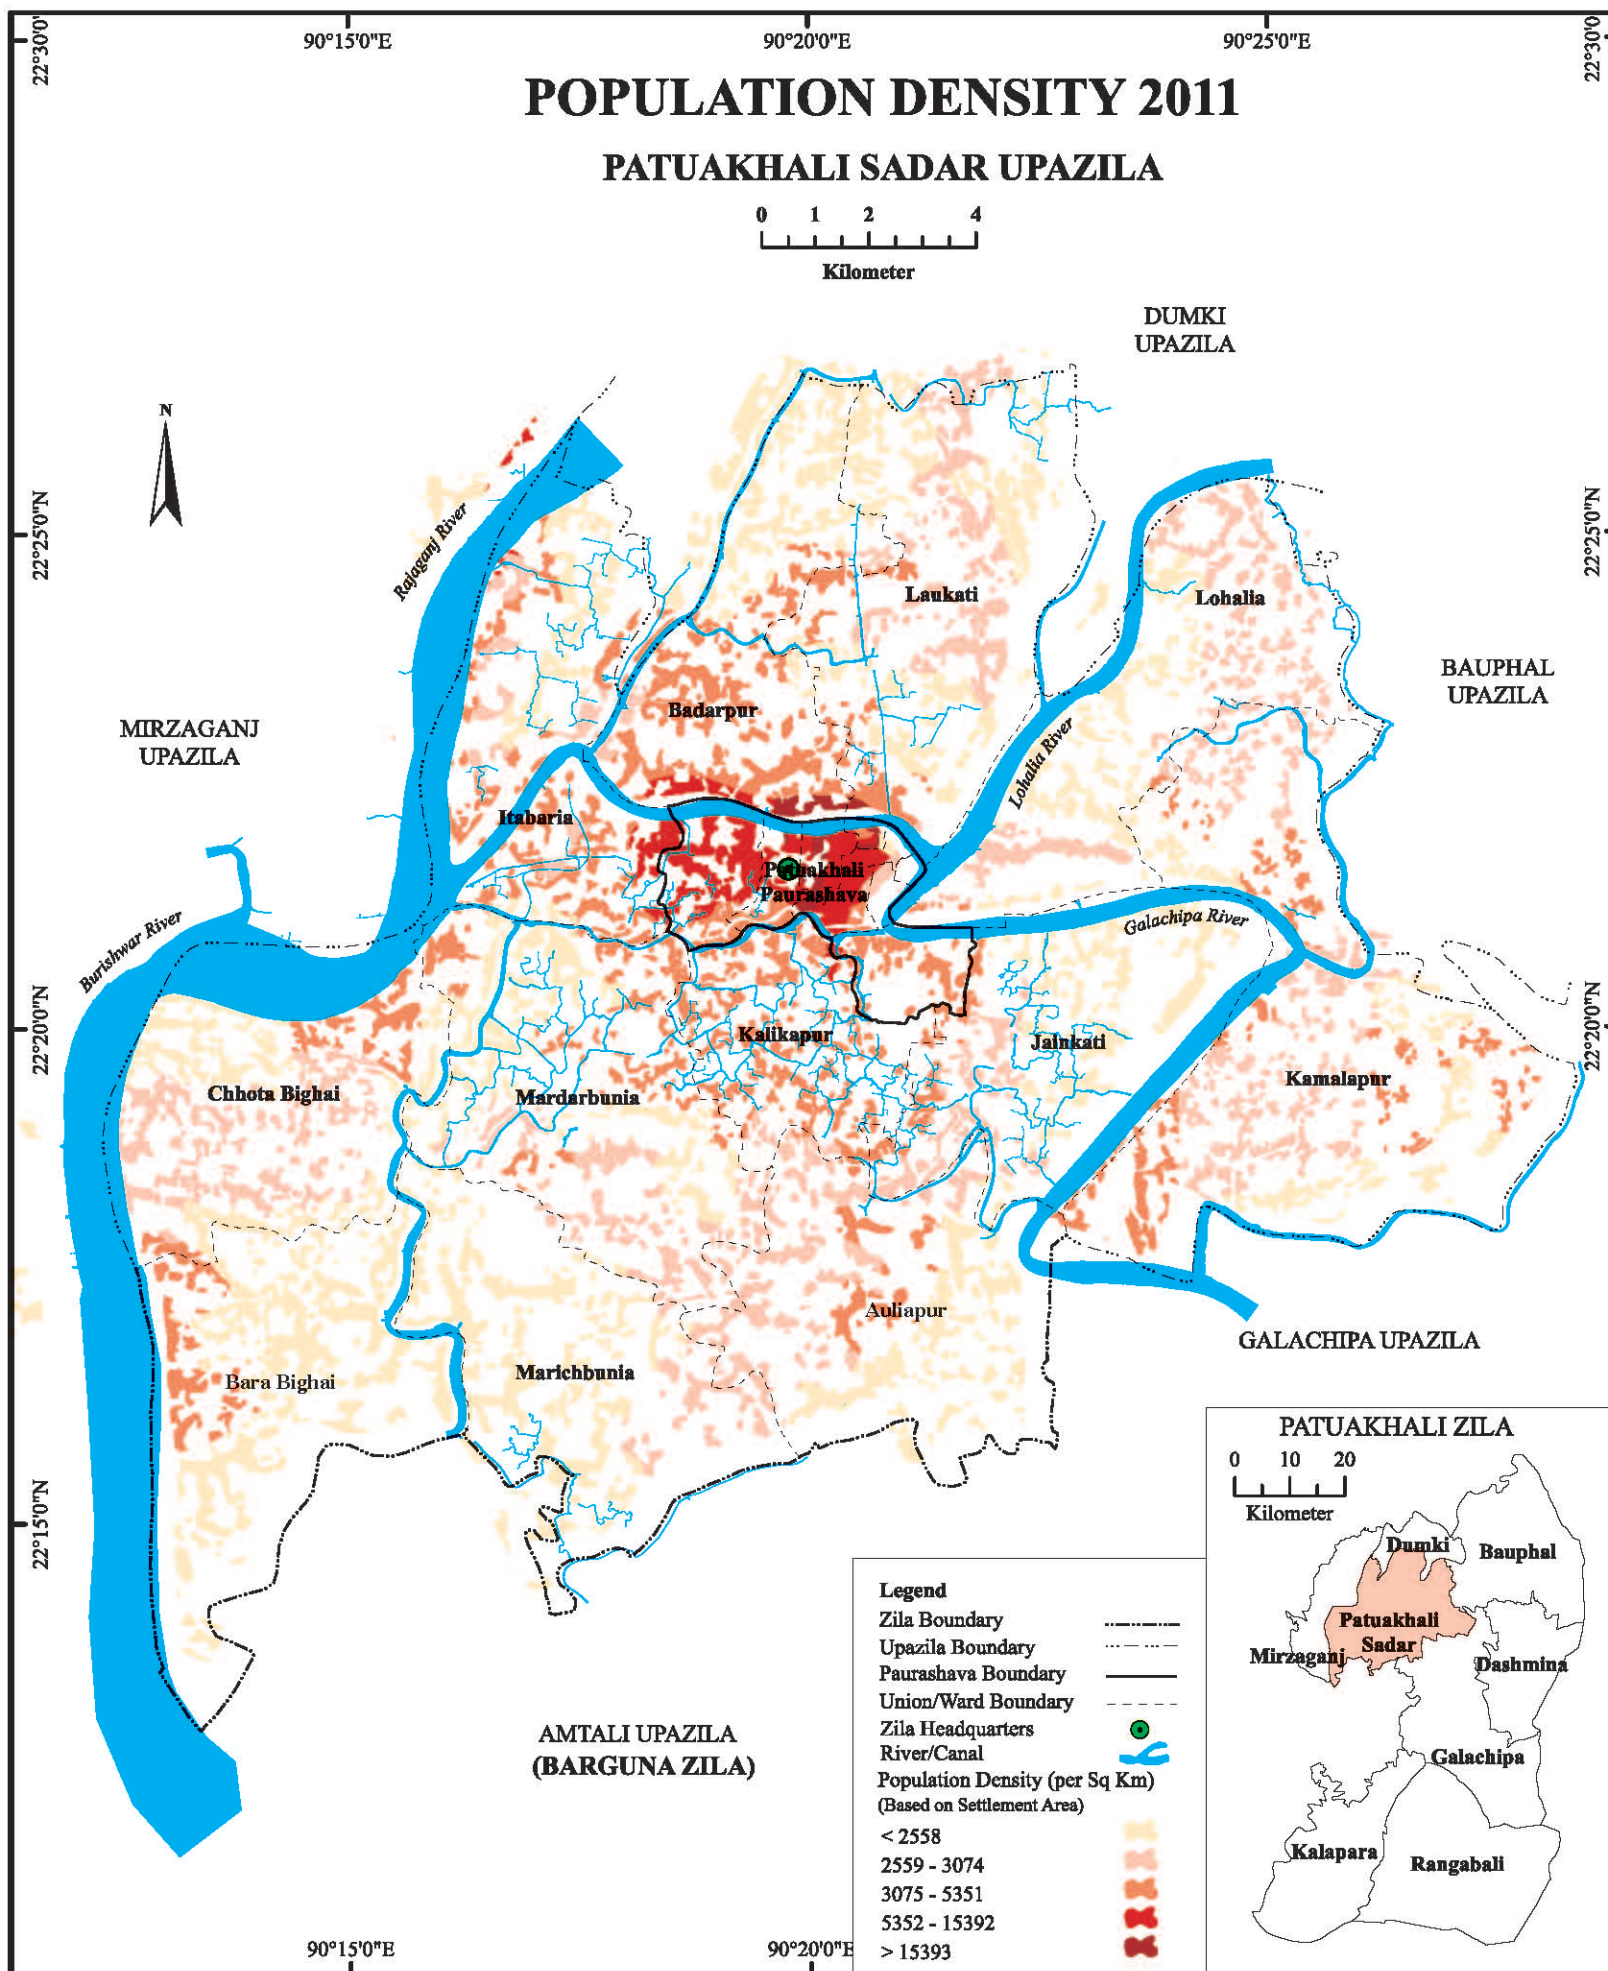 90°15'0"E
90°20'0"E
90°25'0"E
22°30'0"
22°30'0
POPULATION DENSITY 2011
PATUAKHALI SADAR UPAZILA
0 1 2 4
Kilometer
DUMKI
UPAZILA
N
Rajaganj River
22°25'0"N
22°25'0"N
Laukati
Lohalia
BAUPHAL
UPAZILA
Badarpur
MIRZAGANJ
UPAZILA
Lohalia River
Itabaria
Patuakhali
Paurashava
Burishwar River
Galachipa River
22°20'0"N
22°20'0"N
Kalikapur
Jainkati
Kamalapur
Chhota Bighai
Mardarbunia
Auliapur
GALACHIPA UPAZILA
Marichbunia
Bara Bighai
22°15'0"N
PATUAKHALI ZILA
0 10 20
Kilometer
Dumki
Bauphal
Patuakhali
Sadar
Mirzaganj
Dashmina
Galachipa
Kalapara
Rangabali
AMTALI UPAZILA
(BARGUNA ZILA)
Legend
Zila Boundary
Upazila Boundary
Paurashava Boundary
Union/Ward Boundary
Zila Headquarters
River/Canal
Population Density (per Sq Km)
(Based on Settlement Area)
< 2558
2559 - 3074
3075 - 5351
5352 - 15392
> 15393
90°15'0"E
90°20'0"E